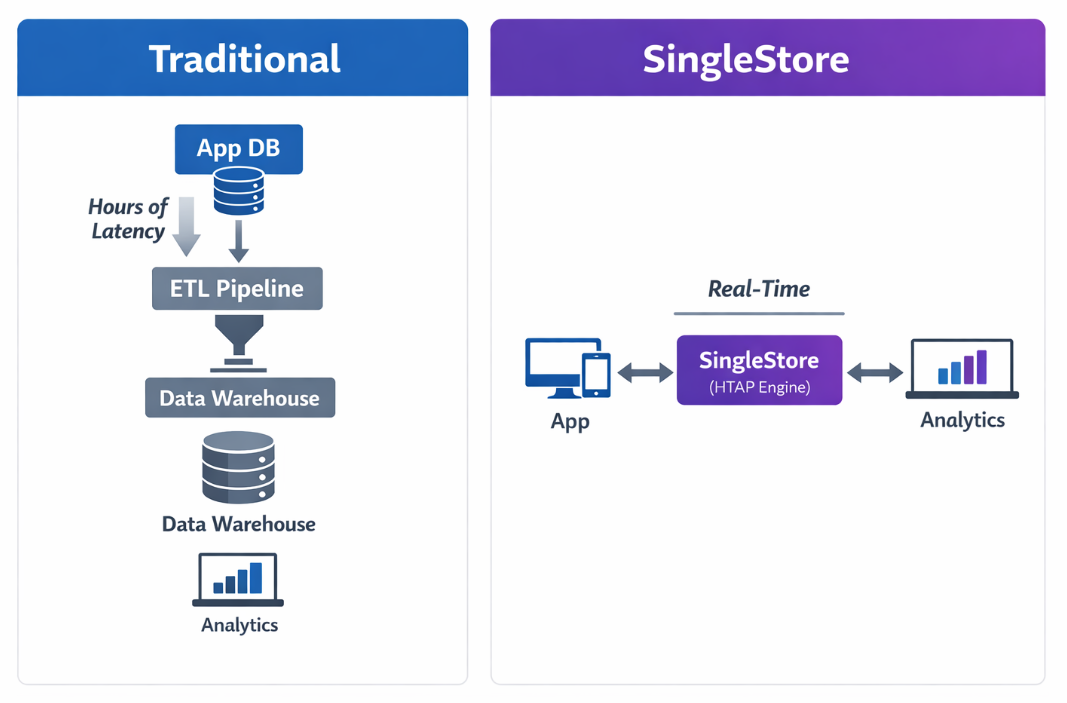 Traditional
App DB
Hours of
Latency
ETL Pipeline
Data Warehouse
Data Warehouse
Analytics
SingleStore
Real-Time
SingleStore
(HTAP Engine)
App
Analytics